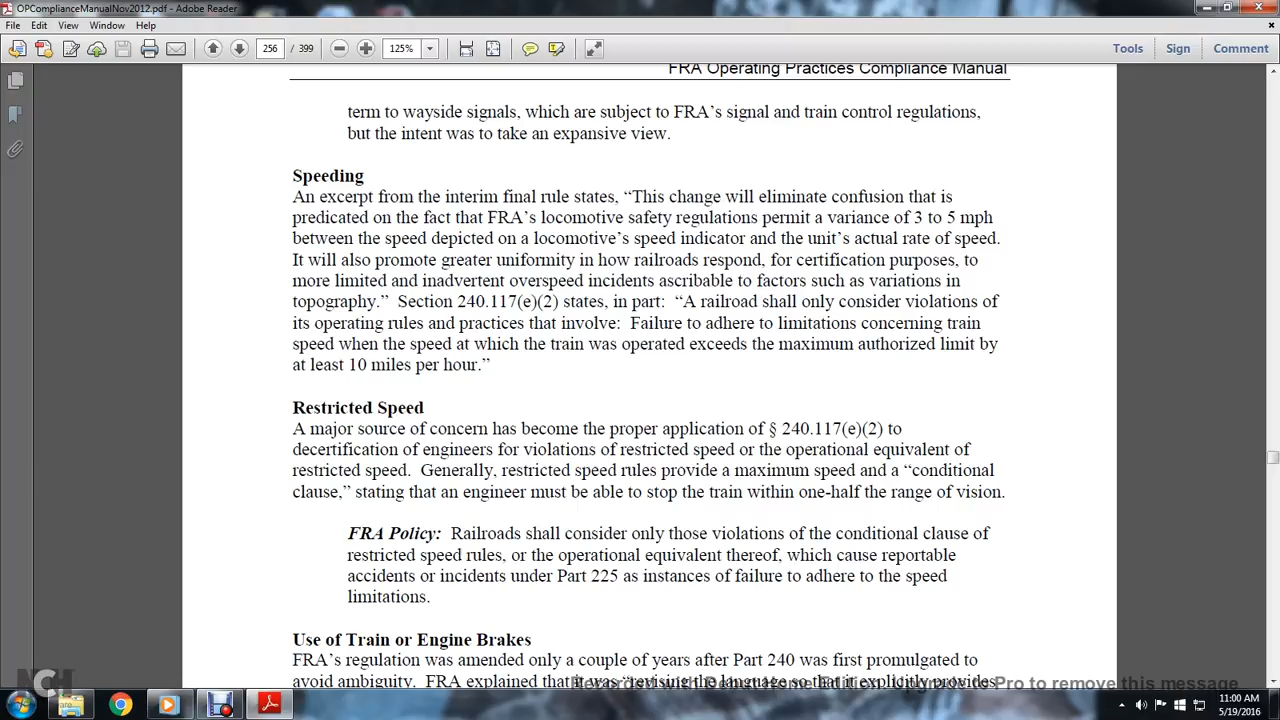 OPComplianceManualNov2012.pdf - Adobe Reader
File Edit View Window Help
256 / 399 125% Tools Sign Comment
FRA Operating Practices Compliance Manual
term to wayside signals, which are subject to FRA's signal and train control regulations,
but the intent was to take an expansive view.
Speeding
An excerpt from the interim final rule states, “This change will eliminate confusion that is
predicated on the fact that FRA's locomotive safety regulations permit a variance of 3 to 5 mph
between the speed depicted on a locomotive's speed indicator and the unit's actual rate of speed.
It will also promote greater uniformity in how railroads respond, for certification purposes, to
more limited and inadvertent overspeed incidents ascribable to factors such as variations in
topography.” Section 240.117(e)(2) states, in part: “A railroad shall only consider violations of
its operating rules and practices that involve: Failure to adhere to limitations concerning train
speed when the speed at which the train was operated exceeds the maximum authorized limit by
at least 10 miles per hour.”
Restricted Speed
A major source of concern has become the proper application of § 240.117(e)(2) to
decertification of engineers for violations of restricted speed or the operational equivalent of
restricted speed. Generally, restricted speed rules provide a maximum speed and a “conditional
clause,” stating that an engineer must be able to stop the train within one-half the range of vision.
FRA Policy: Railroads shall consider only those violations of the conditional clause of
restricted speed rules, or the operational equivalent thereof, which cause reportable
accidents or incidents under Part 225 as instances of failure to adhere to the speed
limitations.
Use of Train or Engine Brakes
FRA's regulation was amended only a couple of years after Part 240 was first promulgated to
avoid ambiguity. FRA explained that it was “revising the language so that it explicitly provides
NCH
11:00 AM
5/19/2016